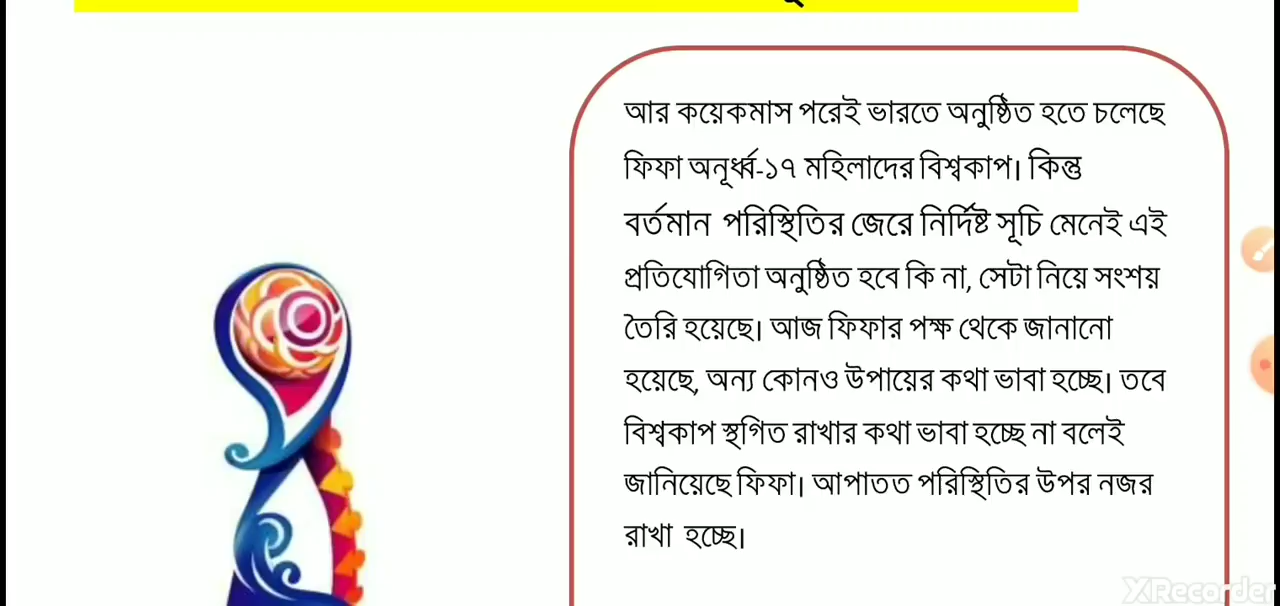 আর কয়েকমাস পরেই ভারতে অনুষ্ঠিত হতে চলেছে
ফিফা অনূর্ধ্ব-১৭ মহিলাদের বিশ্বকাপ। কিন্তু
বর্তমান পরিস্থিতির জেরে নির্দিষ্ট সূচি মেনেই এই
প্রতিযোগিতা অনুষ্ঠিত হবে কি না, সেটা নিয়ে সংশয়
তৈরি হয়েছে। আজ ফিফার পক্ষ থেকে জানানো
হয়েছে, অন্য কোনও উপায়ের কথা ভাবা হচ্ছে। তবে
বিশ্বকাপ স্থগিত রাখার কথা ভাবা হচ্ছে না বলেই
জানিয়েছে ফিফা। আপাতত পরিস্থিতির উপর নজর
রাখা হচ্ছে।
XRecorder